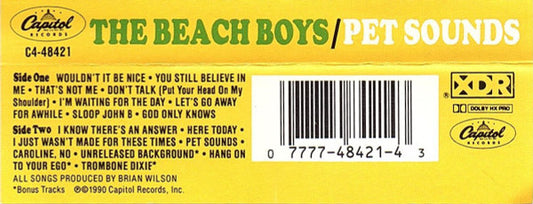 Capitol
RECORDS
C4-48421
THE BEACH BOYS/PET SOUNDS
Side One WOULDN'T IT BE NICE • YOU STILL BELIEVE IN
ME • THAT'S NOT ME • DON'T TALK (Put Your Head On My
Shoulder) • I'M WAITING FOR THE DAY • LET'S GO AWAY
FOR AWHILE • SLOOP JOHN B • GOD ONLY KNOWS
Side Two I KNOW THERE'S AN ANSWER • HERE TODAY •
I JUST WASN'T MADE FOR THESE TIMES • PET SOUNDS •
CAROLINE, NO • UNRELEASED BACKGROUND* • HANG ON
TO YOUR EGO* • TROMBONE DIXIE*
ALL SONGS PRODUCED BY BRIAN WILSON
*Bonus Tracks ℗©1990 Capitol Records, Inc.
0 7777-48421-4 3
XDR
®
DOLBY HX PRO
Capitol
RECORDS